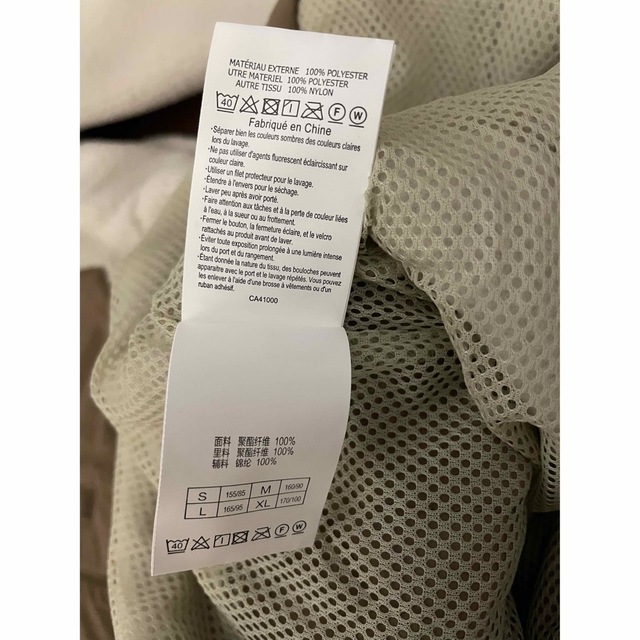 MATÉRIAU EXTERNE 100% POLYESTER
UTRE MATERIEL 100% POLYESTER
AUTRE TISSU 100% NYLON
40 F W
Fabriqué en Chine
·Séparer bien les couleurs sombres des couleurs claires
lors du lavage.
·Ne pas utiliser d'agents fluorescent éclaircissant sur
couleur claire.
·Utiliser un filet protecteur pour le lavage.
·Étendre à l'envers pour le séchage.
·Laver peu après avoir porté.
·Faire attention aux tâches et à la perte de couleur liées
à l'eau, à la sueur ou au frottement.
·Fermer le bouton, la fermeture éclaire, et le velcro
rattachés au produit avant de laver.
·Éviter toute exposition prolongée à une lumière intense
lors du port et du rangement.
·Étant donnée la nature du tissu, des bouloches peuvent
apparaitre avec le port et le lavage répétés. Vous pouvez
les enlever à l'aide d'une brosse à vêtements ou d'un
ruban adhésif.
CA41000
面料 聚酯纤维 100%
里料 聚酯纤维 100%
辅料 锦纶 100%
S 155/85 M 160/90
L 165/95 XL 170/100
40 F W